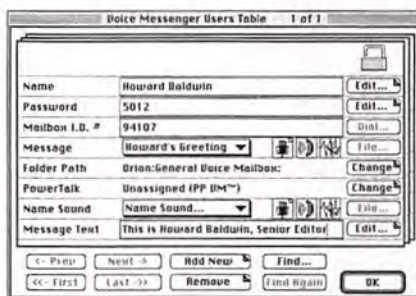 Voice Messenger Users Table 1 of 1
Name Howard Baldwin Edit...
Password 5012 Edit...
Mailbox I.D. # 94107 Dial...
Message Howard's Greeting File...
Folder Path Orion:General Voice Mailbox: Change
PowerTalk Unassigned (PP VM™) Change
Name Sound Name Sound... File...
Message Text This is Howard Baldwin, Senior Editor Edit...
<- Prev Next -> Add New Find...
<<- First Last ->> Remove Find Again OK